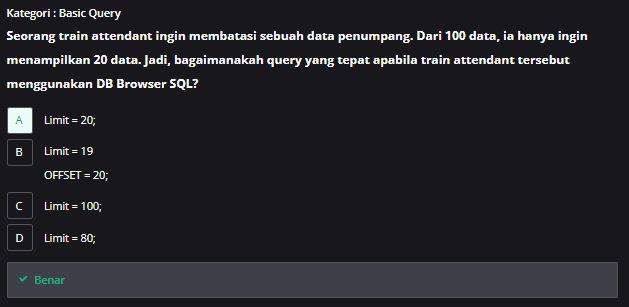 Kategori : Basic Query
Seorang train attendant ingin membatasi sebuah data penumpang. Dari 100 data, ia hanya ingin
menampilkan 20 data. Jadi, bagaimanakah query yang tepat apabila train attendant tersebut
menggunakan DB Browser SQL?
A Limit = 20;
B Limit = 19
OFFSET = 20;
C Limit = 100;
D Limit = 80;
✓ Benar